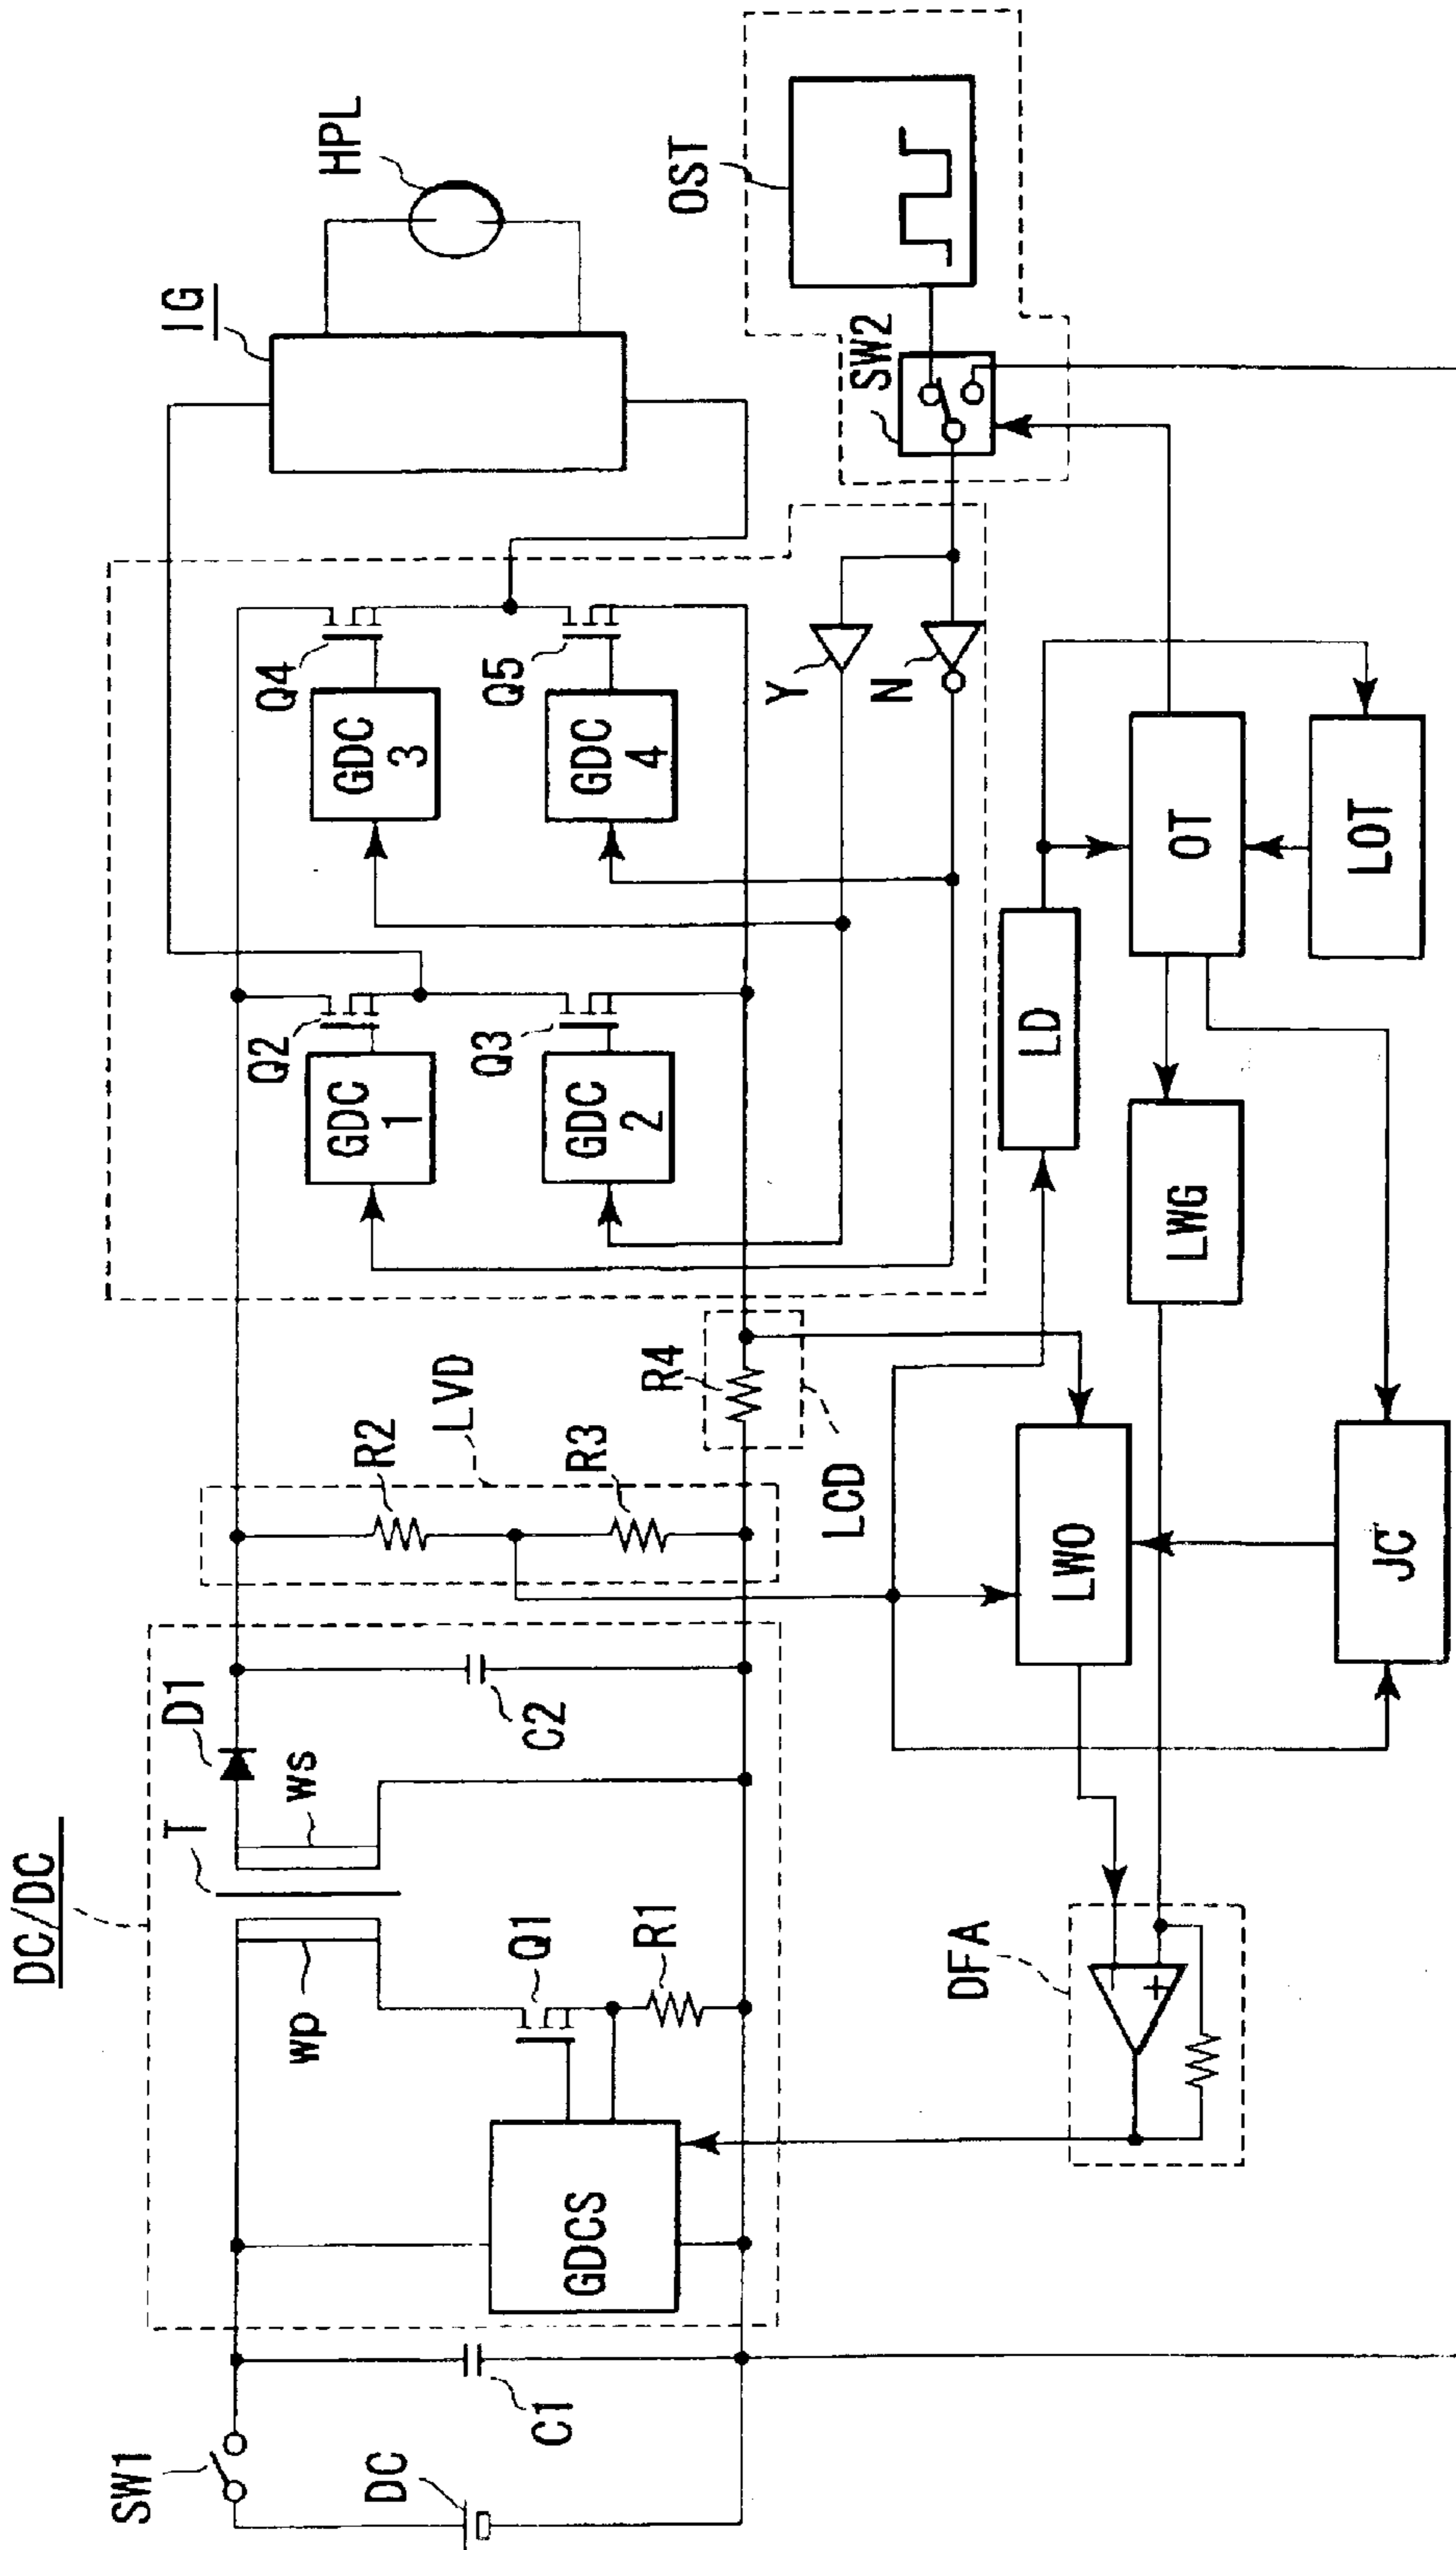 DC/DC
SW1
DC
C1
GDCS
wp
T
ws
D1
Q1
R1
C2
LVD
R2
R3
R4
LCD
GDC
1
Q2
GDC
2
Q3
GDC
3
Q4
GDC
4
Q5
IG
HPL
OST
SW2
Y
N
DFA
−
+
LWO
JC
LWG
LD
OT
LOT